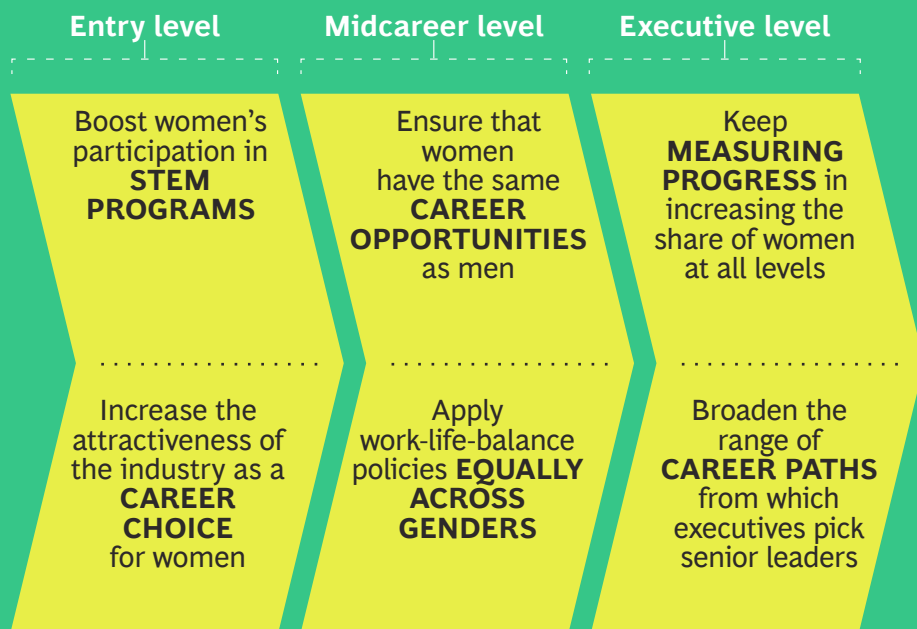 Entry level
Midcareer level
Executive level
Boost women’s
participation in
STEM
PROGRAMS
Increase the
attractiveness of
the industry as a
CAREER
CHOICE
for women
Ensure that
women
have the same
CAREER
OPPORTUNITIES
as men
Apply
work-life-balance
policies EQUALLY
ACROSS
GENDERS
Keep
MEASURING
PROGRESS in
increasing the
share of women
at all levels
Broaden the
range of
CAREER PATHS
from which
executives pick
senior leaders